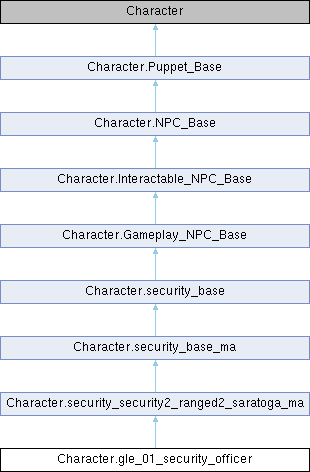 Character
Character.Puppet_Base
Character.NPC_Base
Character.Interactable_NPC_Base
Character.Gameplay_NPC_Base
Character.security_base
Character.security_base_ma
Character.security_security2_ranged2_saratoga_ma
Character.gle_01_security_officer